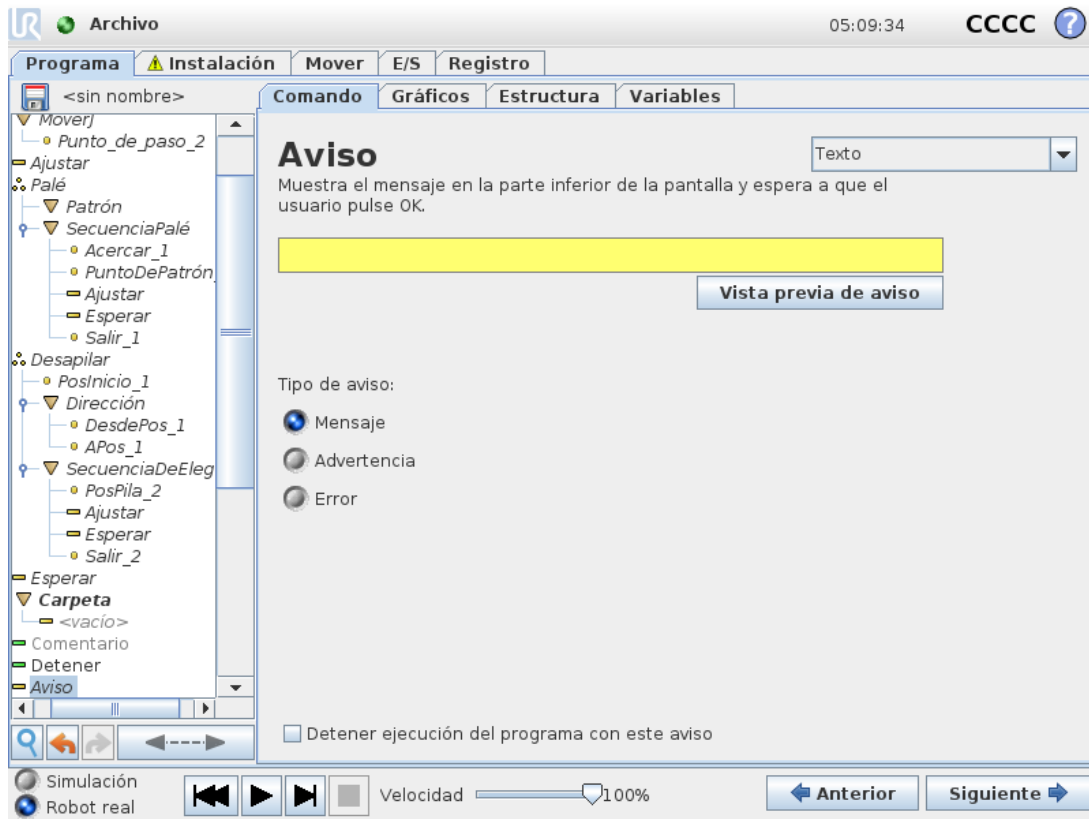 UR
Archivo
05:09:34
CCCC
?
Programa
Instalación
Mover
E/S
Registro
<sin nombre>
Comando
Gráficos
Estructura
Variables
MoverJ
Punto_de_paso_2
Ajustar
Palé
Patrón
SecuenciaPalé
Acercar_1
PuntoDePatrón_
Ajustar
Esperar
Salir_1
Desapilar
PosInicio_1
Dirección
DesdePos_1
APos_1
SecuenciaDeEleg
PosPila_2
Ajustar
Esperar
Salir_2
Esperar
Carpeta
<vacío>
Comentario
Detener
Aviso
Aviso
Texto
Muestra el mensaje en la parte inferior de la pantalla y espera a que el
usuario pulse OK.
Vista previa de aviso
Tipo de aviso:
Mensaje
Advertencia
Error
Detener ejecución del programa con este aviso
Simulación
Robot real
Velocidad
100%
Anterior
Siguiente